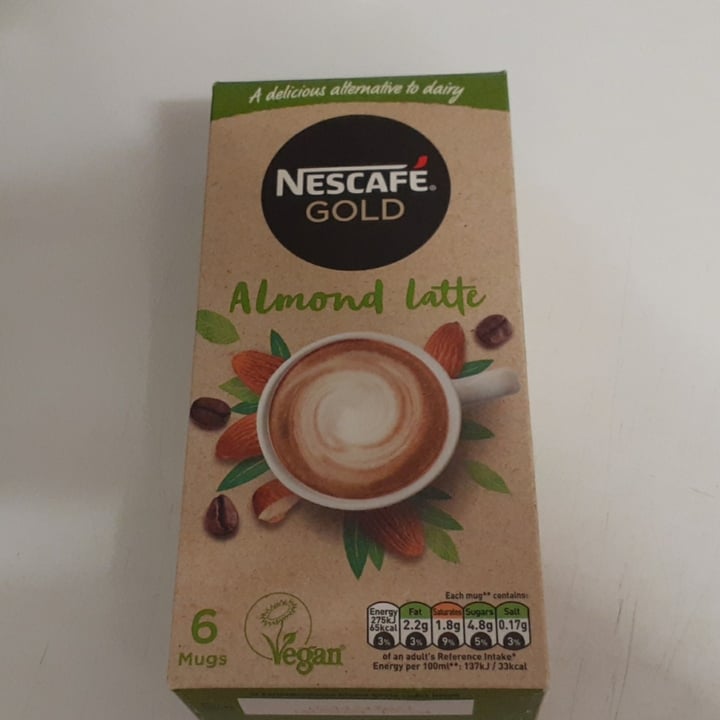 A delicious alternative to dairy
NESCAFÉ®
GOLD
Almond latte
6
Mugs
Vegan
Each mug** contains:
Energy Fat Saturates Sugars Salt
275kJ
65kcal 2.2g 1.8g 4.8g 0.17g
3% 3% 9% 5% 3%
of an adult's Reference Intake*
Energy per 100ml**: 137kJ / 33kcal